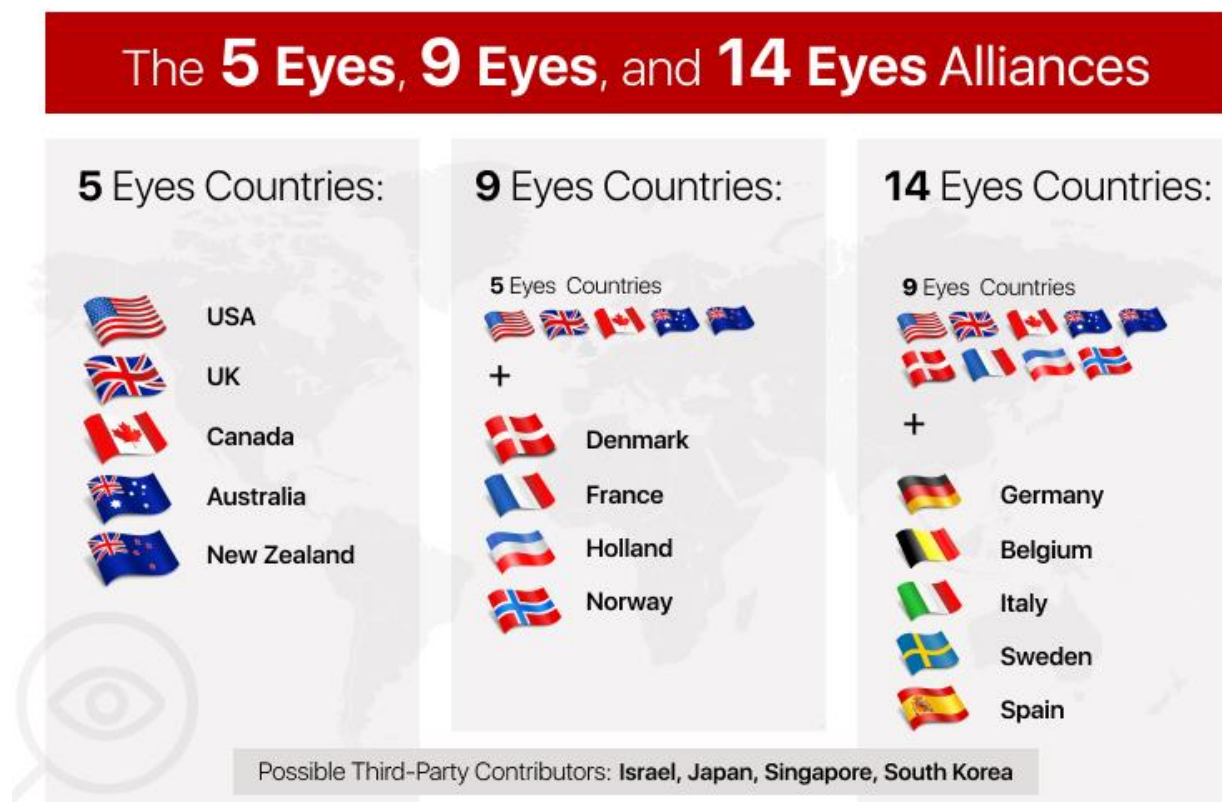 The 5 Eyes, 9 Eyes, and 14 Eyes Alliances
5 Eyes Countries:
USA
UK
Canada
Australia
New Zealand
9 Eyes Countries:
5 Eyes Countries
+
Denmark
France
Holland
Norway
14 Eyes Countries:
9 Eyes Countries
+
Germany
Belgium
Italy
Sweden
Spain
Possible Third-Party Contributors: Israel, Japan, Singapore, South Korea